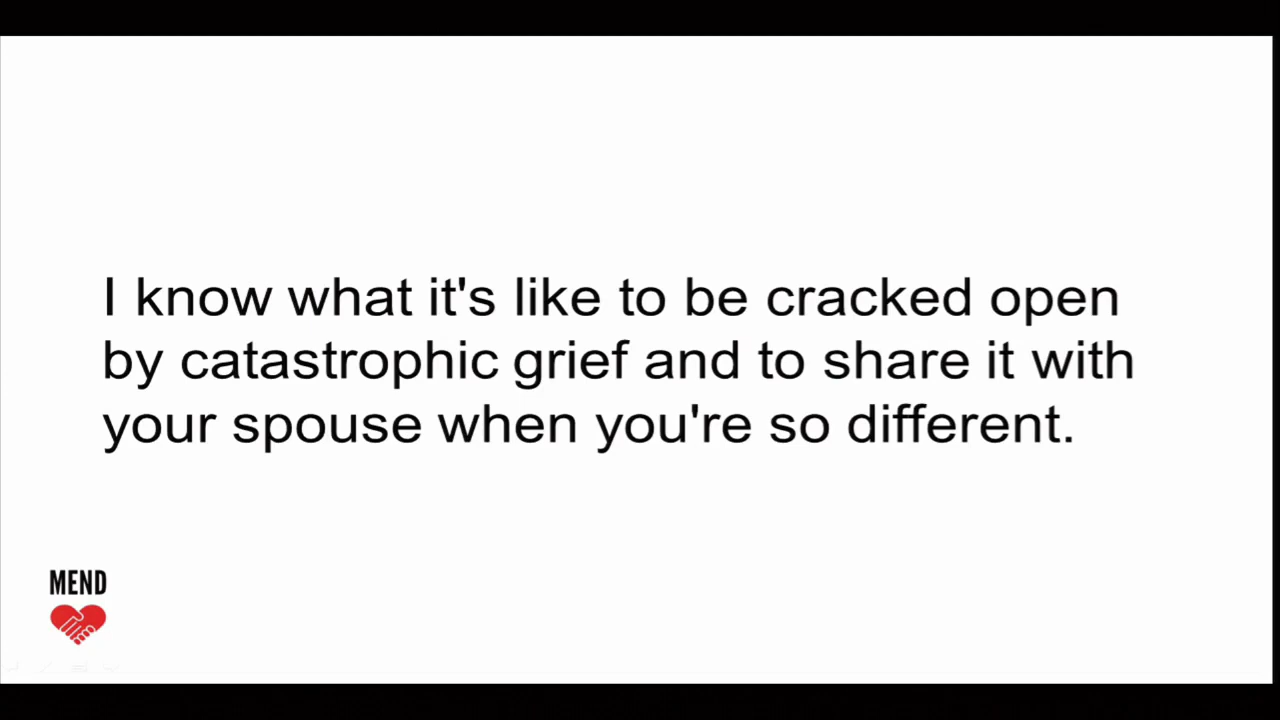 I know what it's like to be cracked open
by catastrophic grief and to share it with
your spouse when you're so different.
MEND